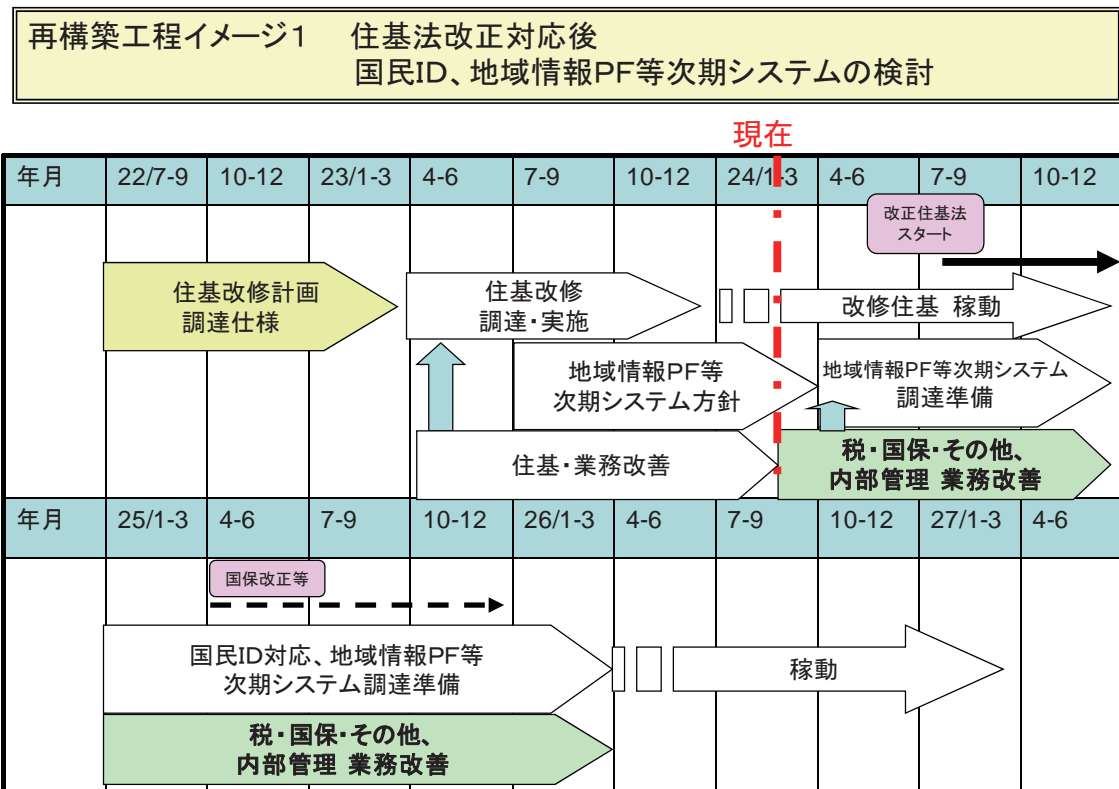 再構築工程イメージ1 住基法改正対応後
国民ID、地域情報PF等次期システムの検討
現在
年月 22/7-9 10-12 23/1-3 4-6 7-9 10-12 24/1-3 4-6 7-9 10-12
改正住基法
スタート
住基改修計画
調達仕様
住基改修
調達・実施
改修住基 稼動
地域情報PF等
次期システム方針
地域情報PF等次期システム
調達準備
住基・業務改善
税・国保・その他、
内部管理 業務改善
年月 25/1-3 4-6 7-9 10-12 26/1-3 4-6 7-9 10-12 27/1-3 4-6
国保改正等
国民ID対応、地域情報PF等
次期システム調達準備
稼動
税・国保・その他、
内部管理 業務改善